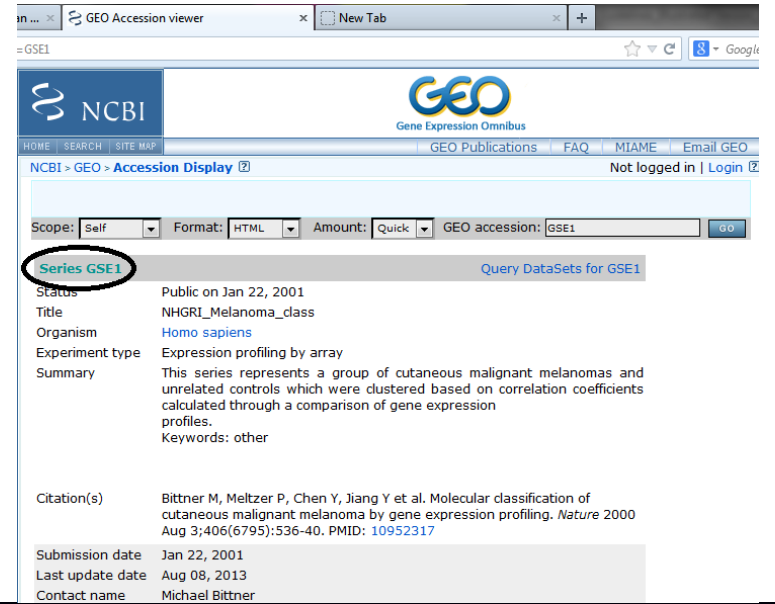 an ... × GEO Accession viewer × New Tab × +
=GSE1 Google
NCBI
GEO
Gene Expression Omnibus
HOME SEARCH SITE MAP GEO Publications FAQ MIAME Email GEO
NCBI > GEO > Accession Display ? Not logged in | Login ?
Scope: Self Format: HTML Amount: Quick GEO accession: GSE1 GO
Series GSE1 Query DataSets for GSE1
Status Public on Jan 22, 2001
Title NHGRI_Melanoma_class
Organism Homo sapiens
Experiment type Expression profiling by array
Summary This series represents a group of cutaneous malignant melanomas and
unrelated controls which were clustered based on correlation coefficients
calculated through a comparison of gene expression
profiles.
Keywords: other
Citation(s) Bittner M, Meltzer P, Chen Y, Jiang Y et al. Molecular classification of
cutaneous malignant melanoma by gene expression profiling. Nature 2000
Aug 3;406(6795):536-40. PMID: 10952317
Submission date Jan 22, 2001
Last update date Aug 08, 2013
Contact name Michael Bittner